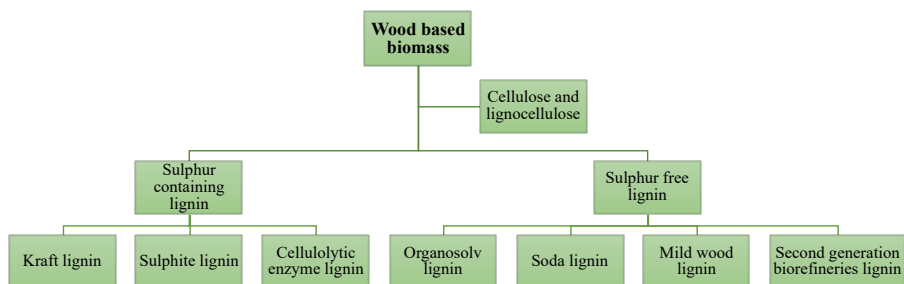 Wood based
biomass
Cellulose and
lignocellulose
Sulphur
containing
lignin
Sulphur free
lignin
Kraft lignin
Sulphite lignin
Cellulolytic
enzyme lignin
Organosolv
lignin
Soda lignin
Mild wood
lignin
Second generation
biorefineries lignin